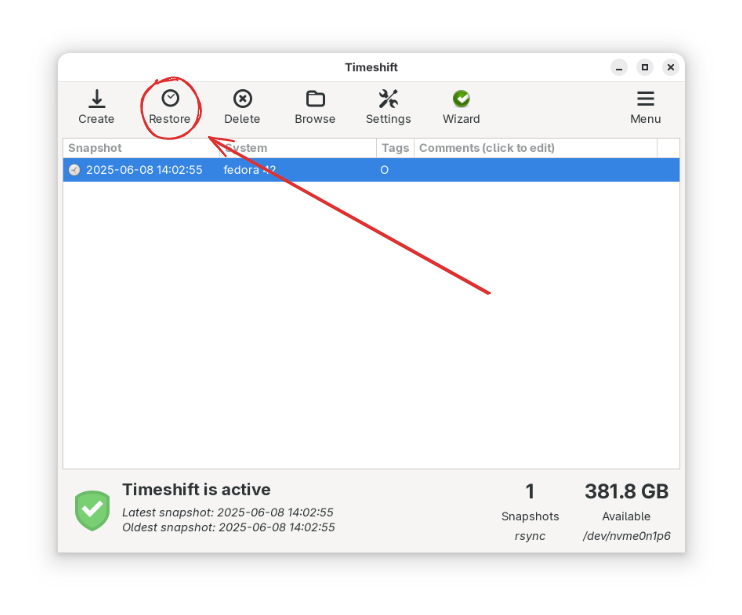 Timeshift
Create Restore Delete Browse Settings Wizard Menu
Snapshot System Tags Comments (click to edit)
2025-06-08 14:02:55 fedora 42 O
Timeshift is active
Latest snapshot: 2025-06-08 14:02:55
Oldest snapshot: 2025-06-08 14:02:55
1
Snapshots
rsync
381.8 GB
Available
/dev/nvme0n1p6